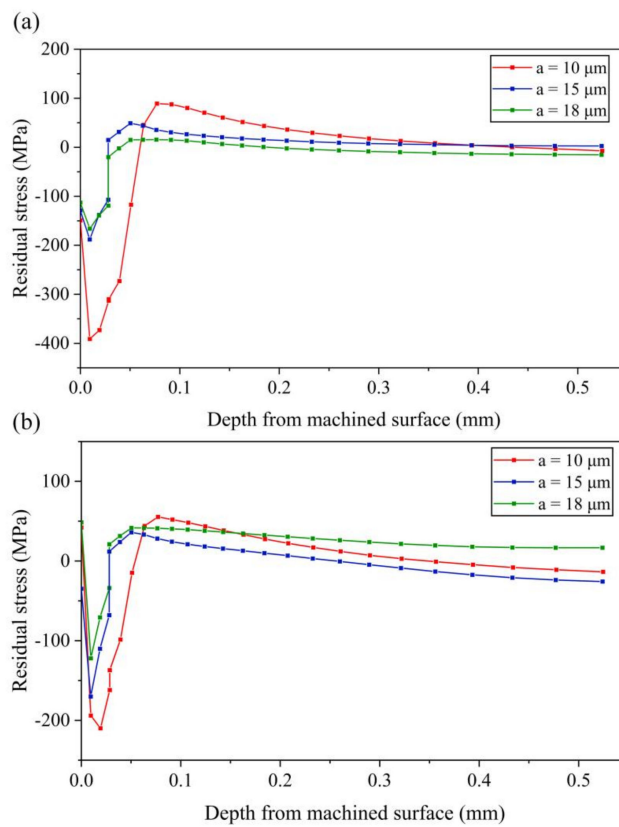 (a)
200
100
0
-100
-200
-300
-400
Residual stress (MPa)
a = 10 μm
a = 15 μm
a = 18 μm
0.0 0.1 0.2 0.3 0.4 0.5
Depth from machined surface (mm)
(b)
100
0
-100
-200
Residual stress (MPa)
a = 10 μm
a = 15 μm
a = 18 μm
0.0 0.1 0.2 0.3 0.4 0.5
Depth from machined surface (mm)